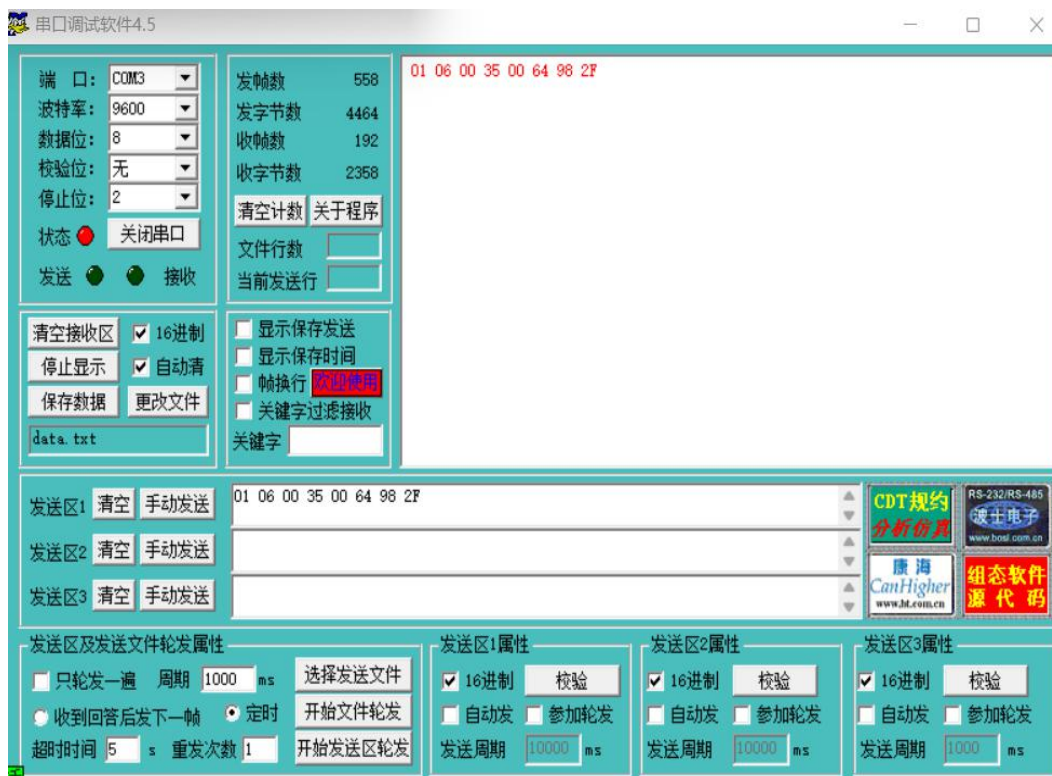 串口调试软件4.5
端 口: COM3
波特率: 9600
数据位: 8
校验位: 无
停止位: 2
状态 关闭串口
发送 接收
发帧数 558
发字节数 4464
收帧数 192
收字节数 2358
清空计数 关于程序
文件行数
当前发送行
01 06 00 35 00 64 98 2F
清空接收区 16进制
停止显示 自动清
保存数据 更改文件
data.txt
显示保存发送
显示保存时间
帧换行 欢迎使用
关键字过滤接收
关键字
发送区1 清空 手动发送 01 06 00 35 00 64 98 2F
发送区2 清空 手动发送
发送区3 清空 手动发送
CDT规约
分析仿真
RS-232/RS-485
波士电子
www.bosi.com.cn
康海
CanHigher
www.ht.com.cn
组态软件
源代码
发送区及发送文件轮发属性
只轮发一遍 周期 1000 ms 选择发送文件
收到回答后发下一帧 定时 开始文件轮发
超时时间 5 s 重发次数 1 开始发送区轮发
发送区1属性
16进制 校验
自动发 参加轮发
发送周期 10000 ms
发送区2属性
16进制 校验
自动发 参加轮发
发送周期 10000 ms
发送区3属性
16进制 校验
自动发 参加轮发
发送周期 1000 ms